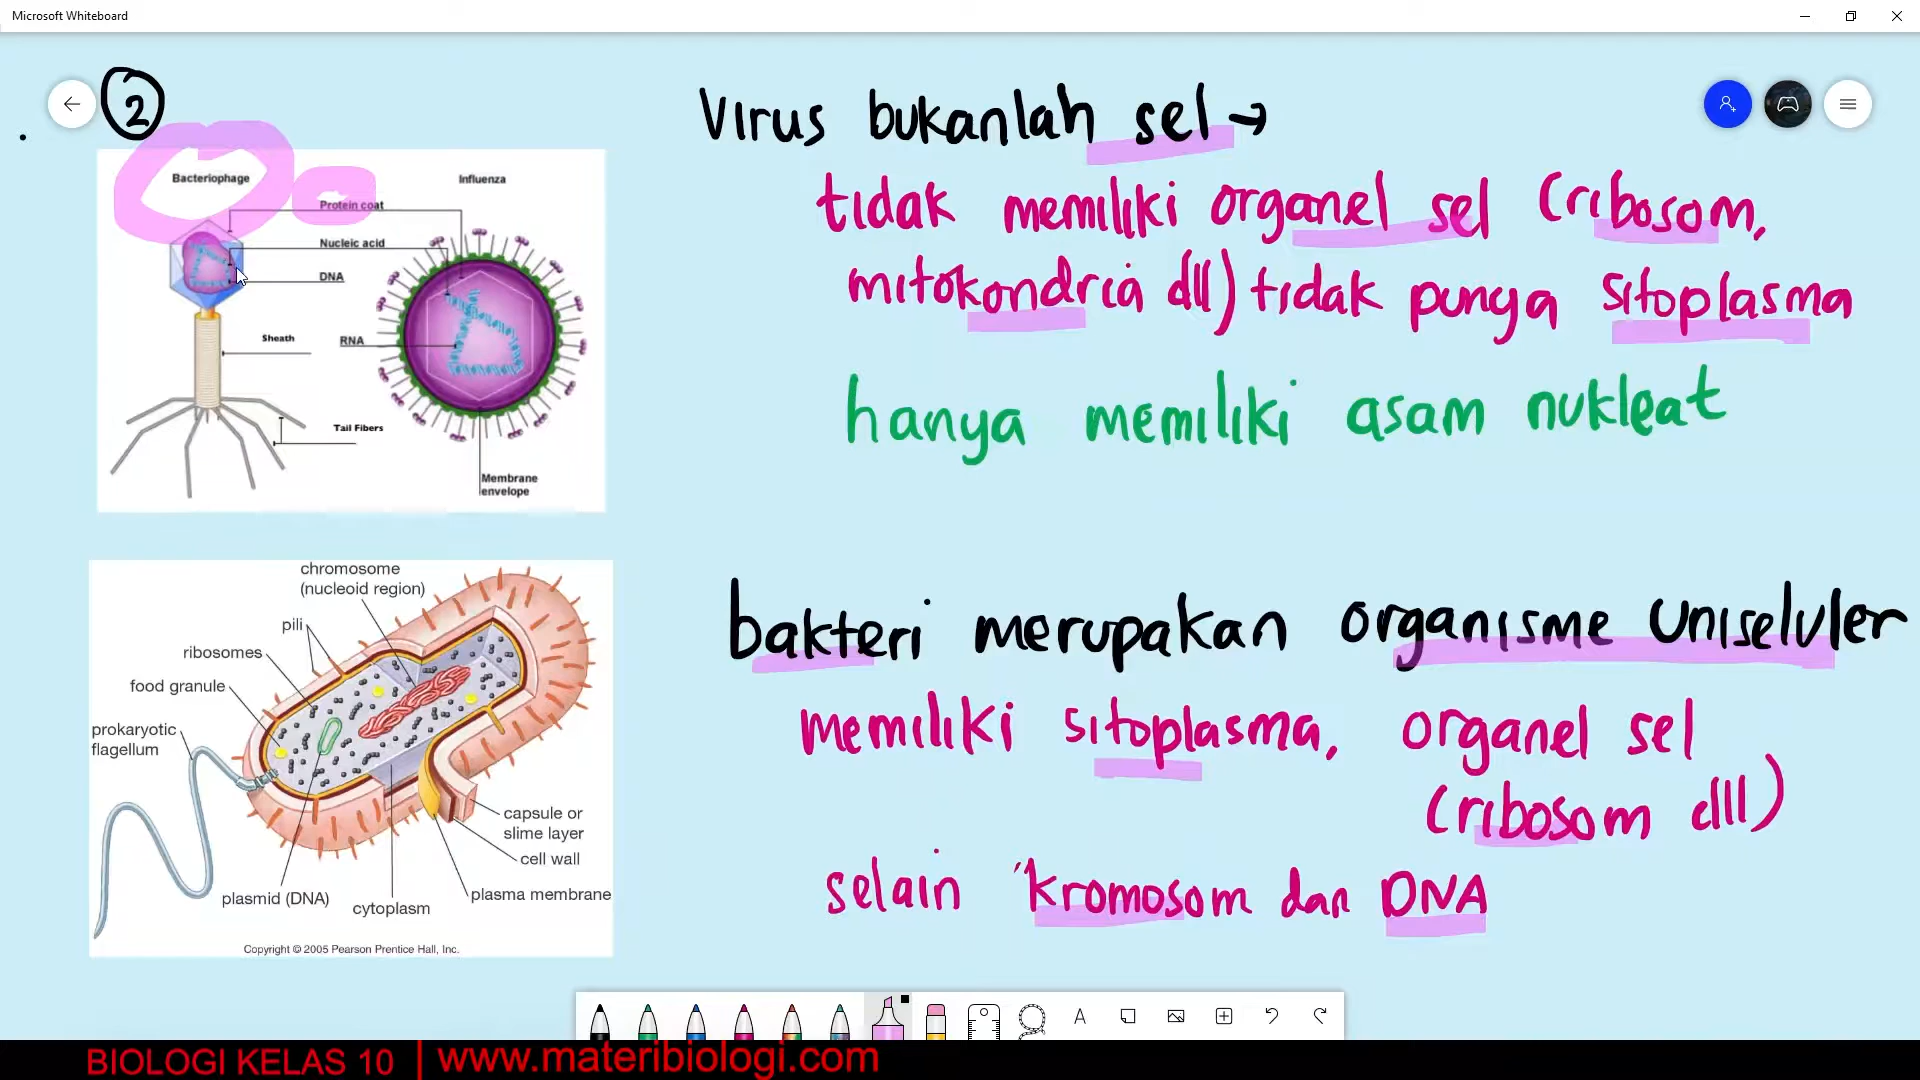 Microsoft Whiteboard
2
Virus bukanlah sel →
tidak memiliki organel sel (ribosom,
mitokondria dll) tidak punya sitoplasma
hanya memiliki asam nukleat
Bacteriophage
Influenza
Protein coat
Nucleic acid
DNA
Sheath
RNA
Tail Fibers
Membrane
envelope
bakteri merupakan organisme uniseluler
memiliki sitoplasma, organel sel
(ribosom dll)
selain kromosom dan DNA
chromosome
(nucleoid region)
pili
ribosomes
food granule
prokaryotic
flagellum
capsule or
slime layer
cell wall
plasma membrane
plasmid (DNA)
cytoplasm
Copyright © 2005 Pearson Prentice Hall, Inc.
A
BIOLOGI KELAS 10 | www.materibiologi.com